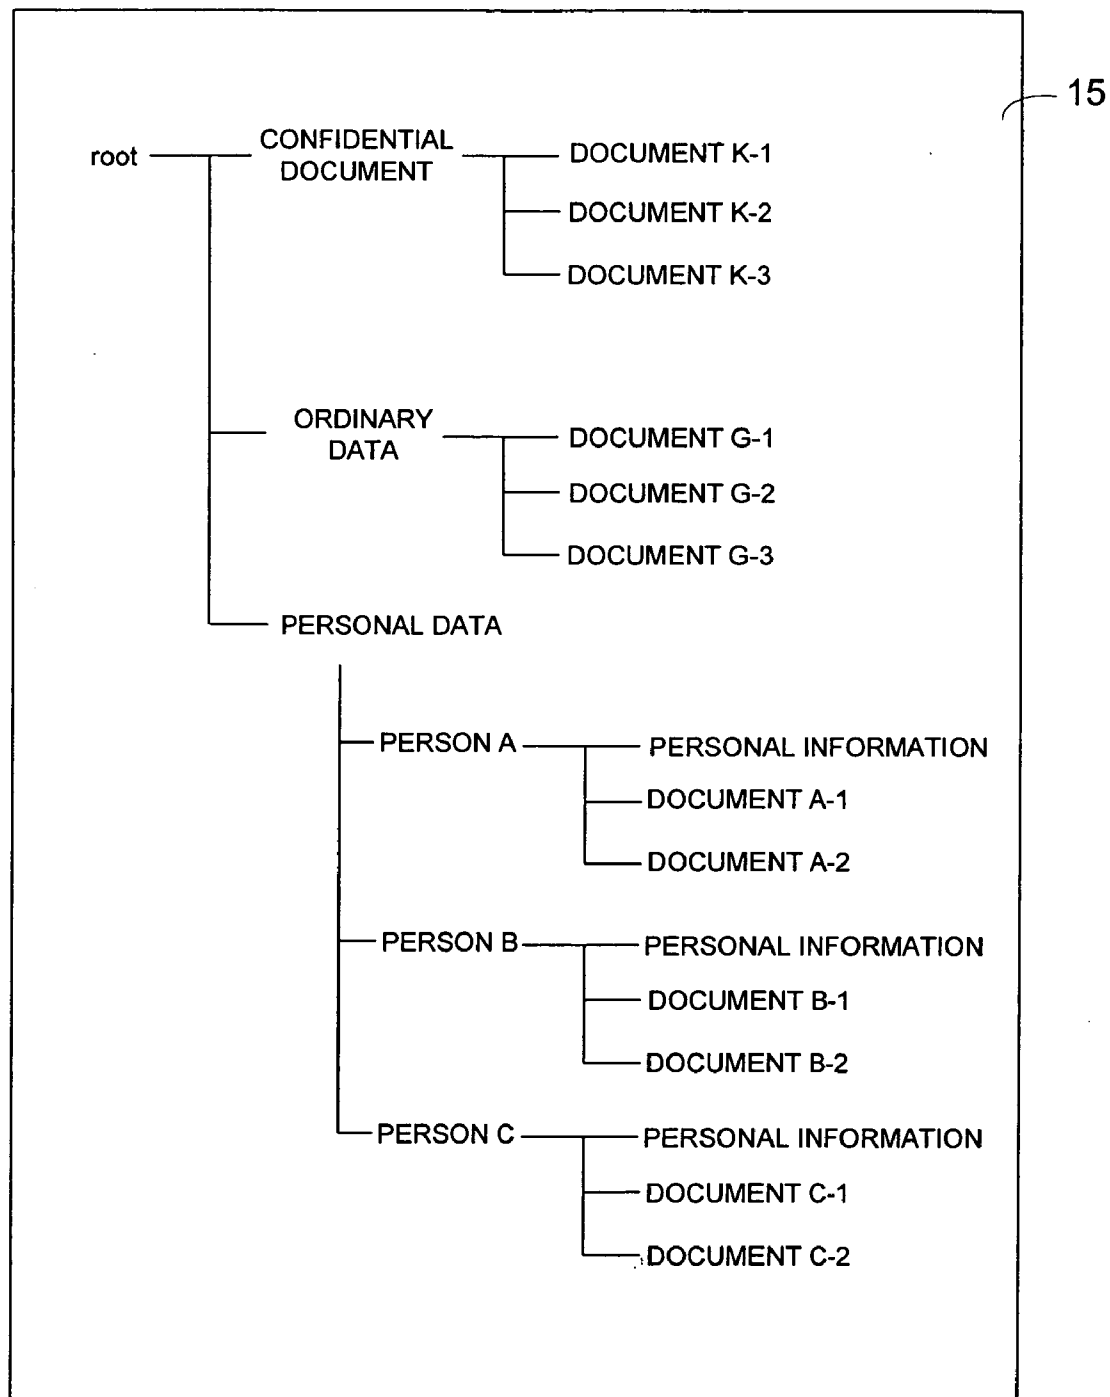 15
root
CONFIDENTIAL
DOCUMENT
DOCUMENT K-1
DOCUMENT K-2
DOCUMENT K-3
ORDINARY
DATA
DOCUMENT G-1
DOCUMENT G-2
DOCUMENT G-3
PERSONAL DATA
PERSON A
PERSONAL INFORMATION
DOCUMENT A-1
DOCUMENT A-2
PERSON B
PERSONAL INFORMATION
DOCUMENT B-1
DOCUMENT B-2
PERSON C
PERSONAL INFORMATION
DOCUMENT C-1
DOCUMENT C-2